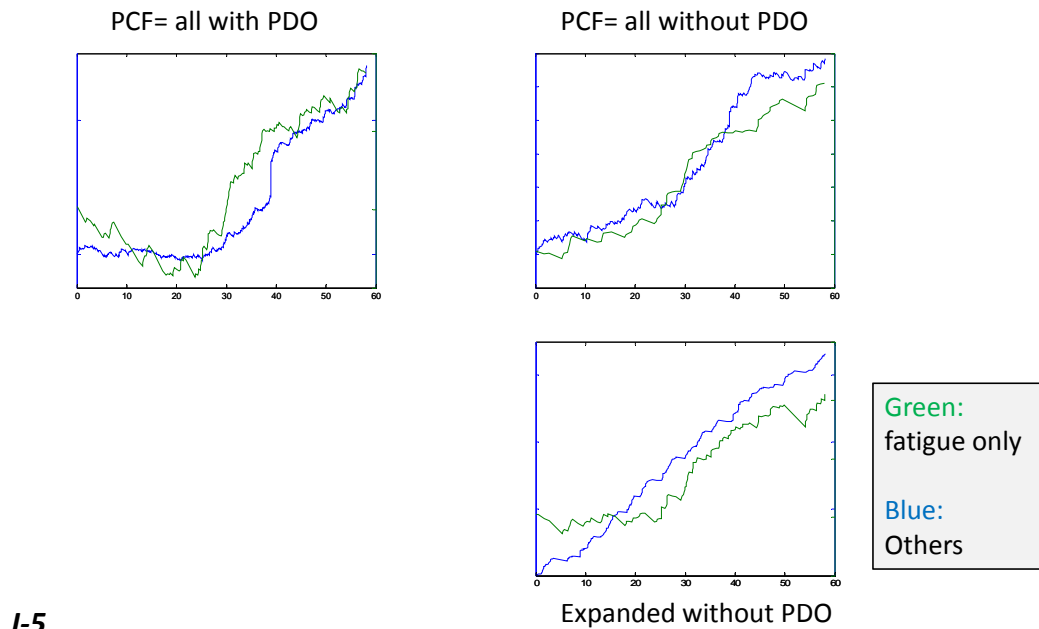 PCF= all with PDO
PCF= all without PDO
0 10 20 30 40 50 60
0 10 20 30 40 50 60
0 10 20 30 40 50 60
Green:
fatigue only
Blue:
Others
Expanded without PDO
I-5